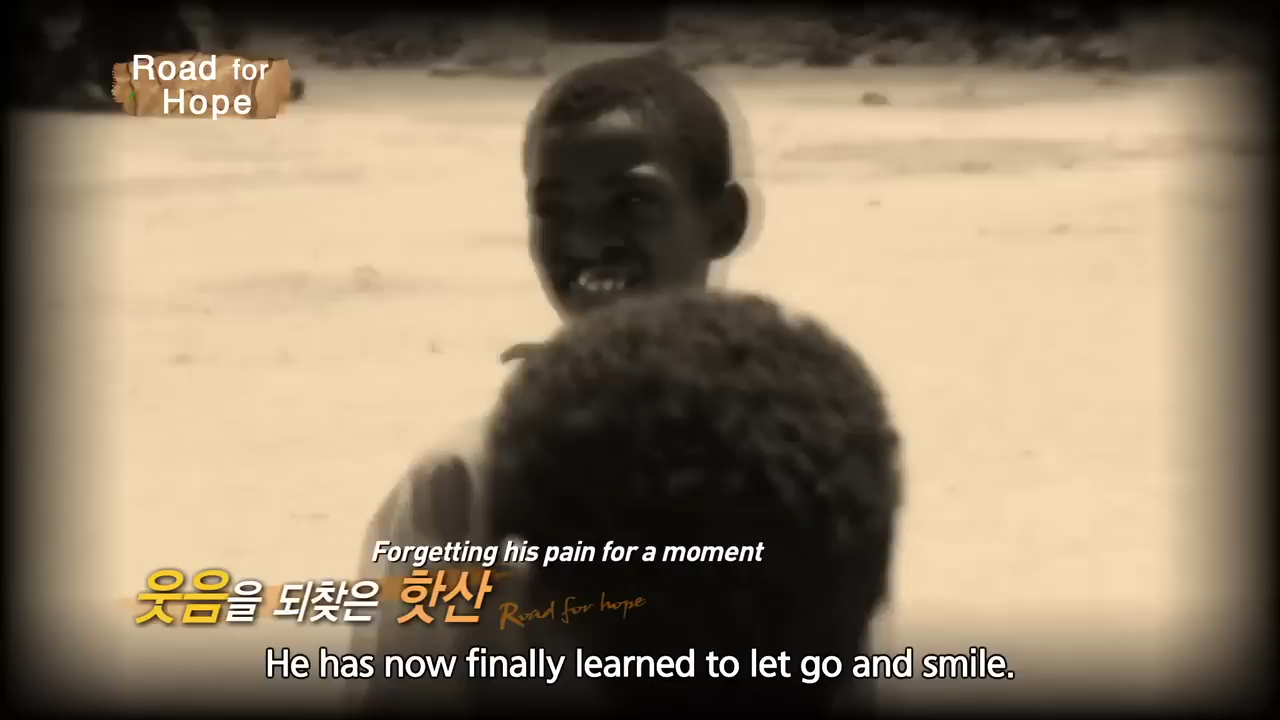 Road for
Hope
Forgetting his pain for a moment
웃음을 되찾은 핫산
Road for hope
He has now finally learned to let go and smile.